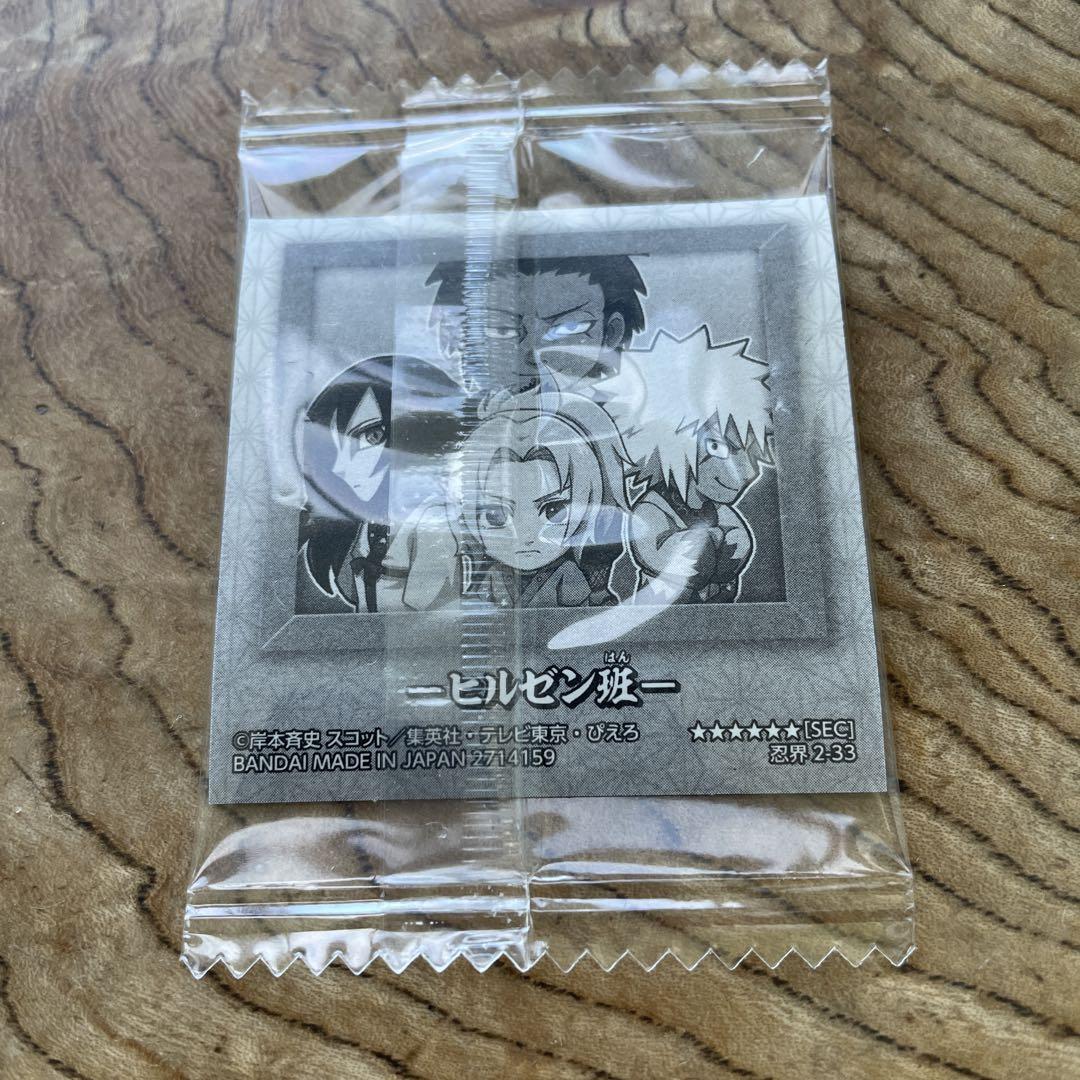 ーヒルゼン班ー
はん
©岸本斉史 スコット／集英社・テレビ東京・ぴえろ
BANDAI MADE IN JAPAN 2714159
★★★★★★[SEC]
忍界 2-33